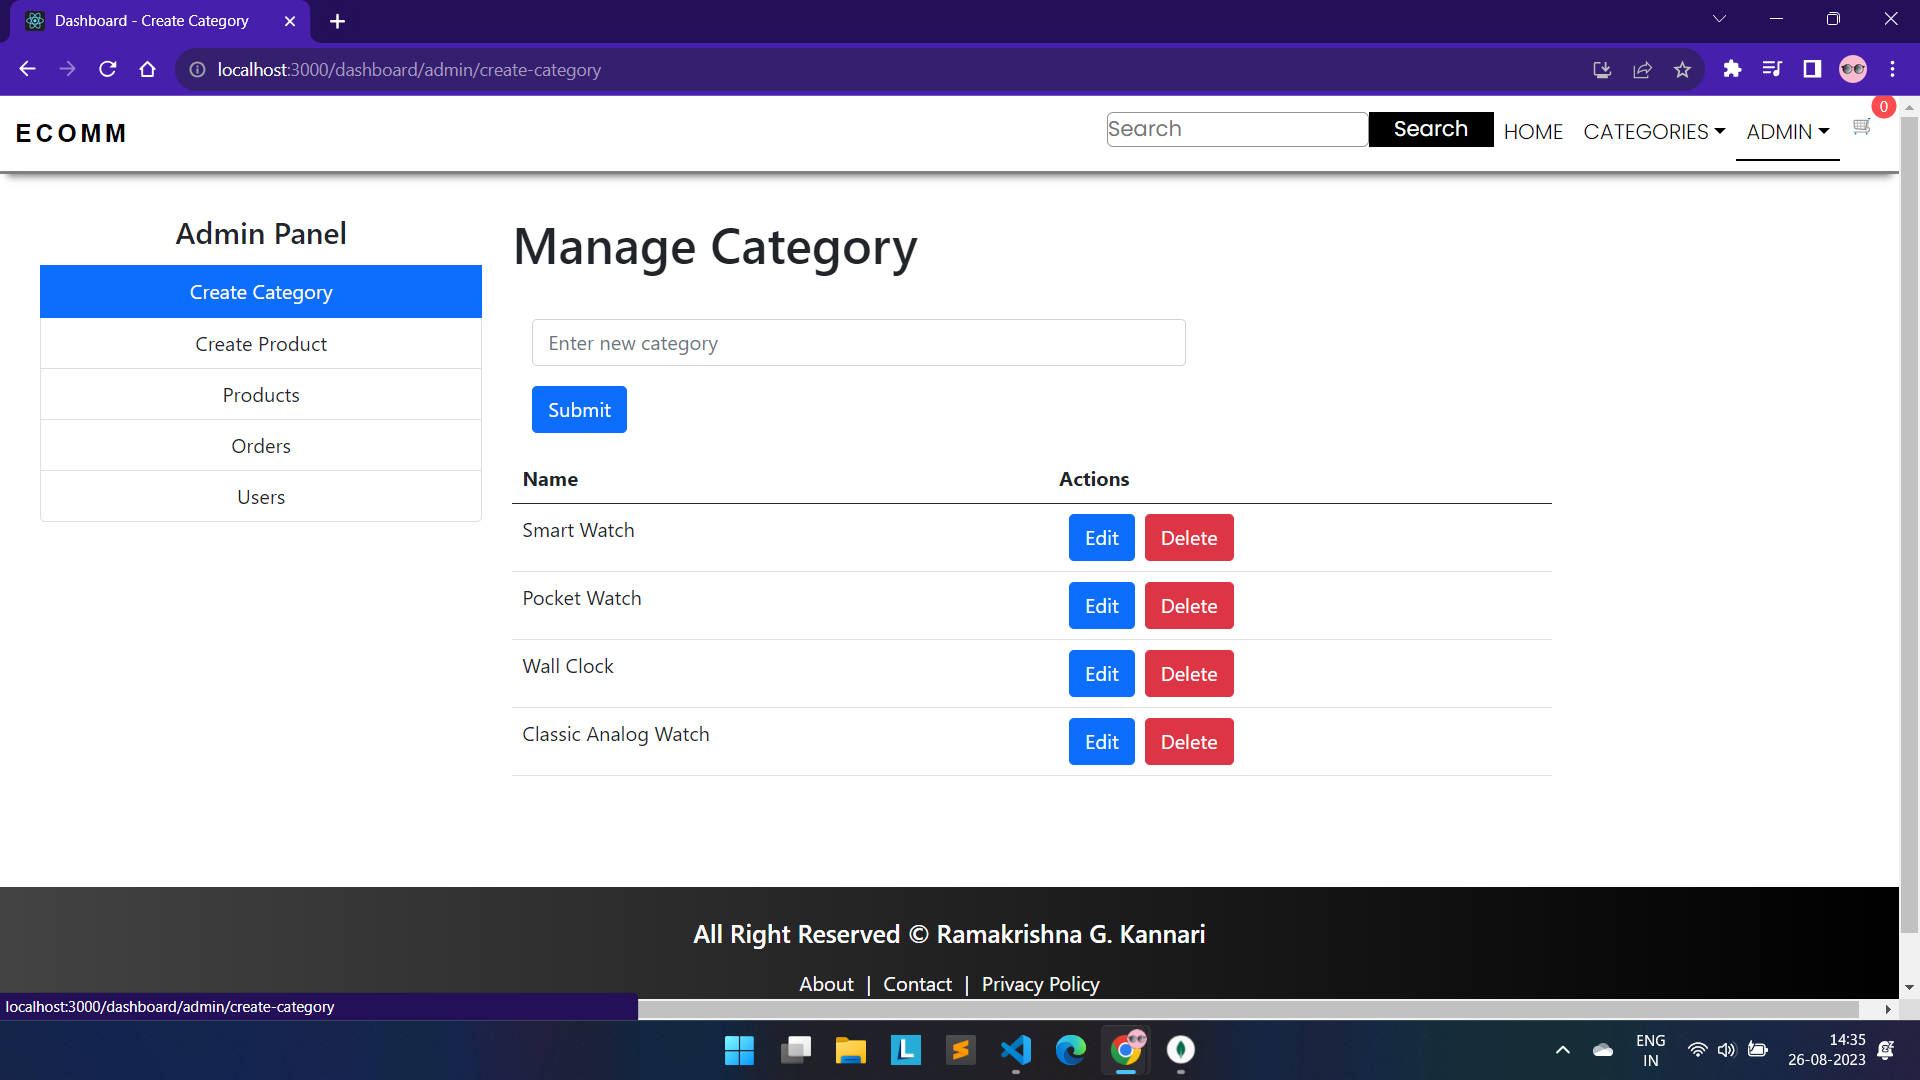 Dashboard - Create Category
localhost:3000/dashboard/admin/create-category
ECOMM
Search
Search
HOME
CATEGORIES
ADMIN
0
Admin Panel
Create Category
Create Product
Products
Orders
Users
Manage Category
Enter new category
Submit
Name Actions
Smart Watch Edit Delete
Pocket Watch Edit Delete
Wall Clock Edit Delete
Classic Analog Watch Edit Delete
All Right Reserved © Ramakrishna G. Kannari
About | Contact | Privacy Policy
localhost:3000/dashboard/admin/create-category
L
ENG
IN
14:35
26-08-2023